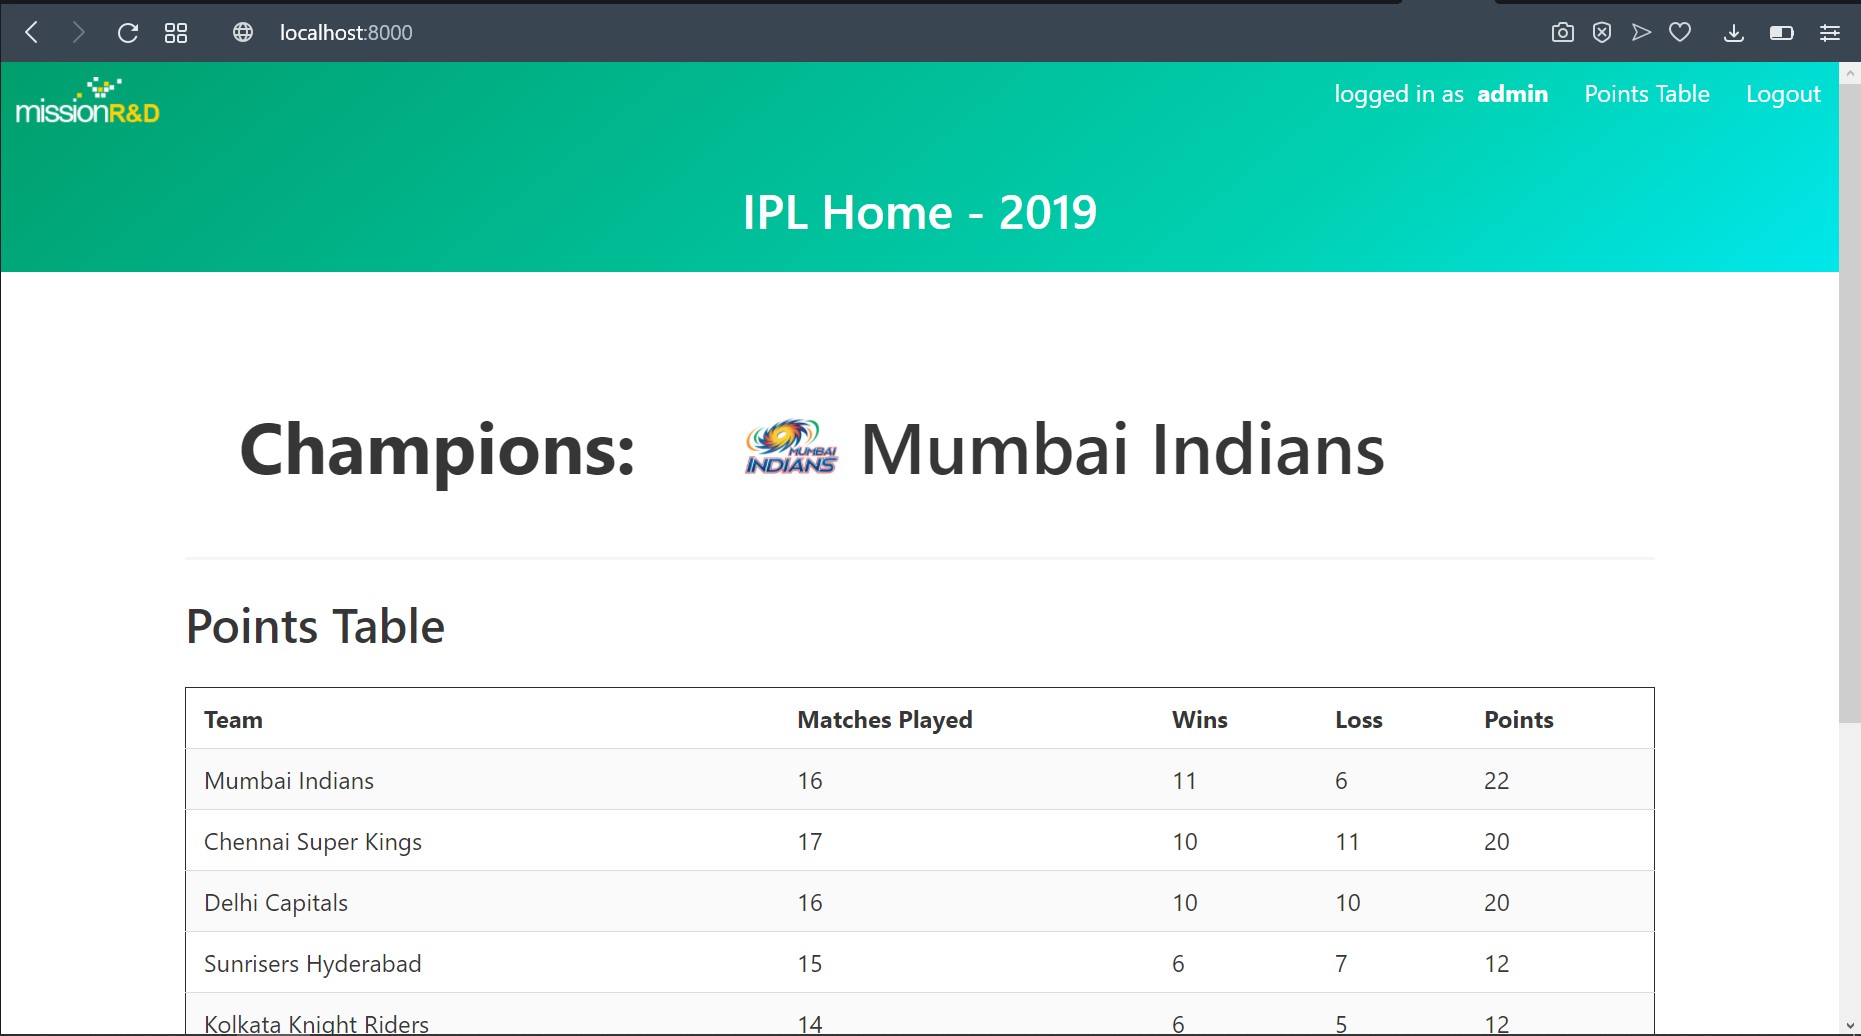 localhost:8000
missionR&D
logged in as admin Points Table Logout
IPL Home - 2019
Champions: MUMBAI INDIANS Mumbai Indians
Points Table
Team Matches Played Wins Loss Points
Mumbai Indians 16 11 6 22
Chennai Super Kings 17 10 11 20
Delhi Capitals 16 10 10 20
Sunrisers Hyderabad 15 6 7 12
Kolkata Knight Riders 14 6 5 12